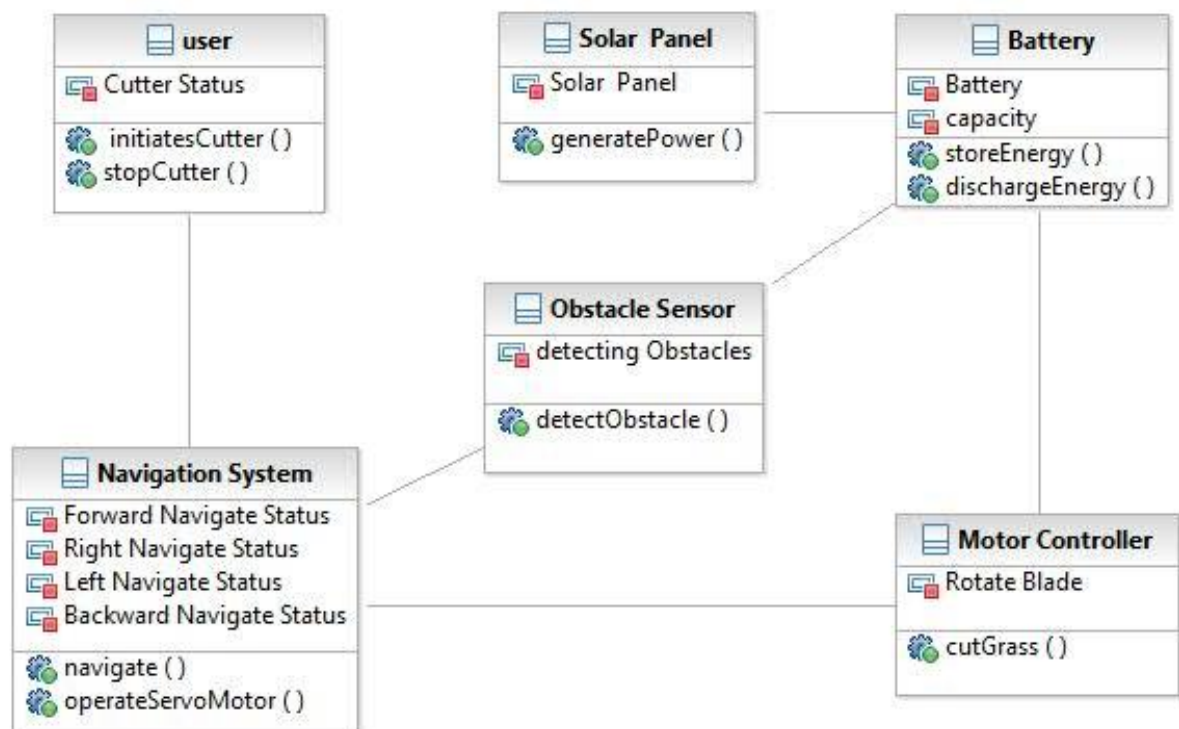 user
Cutter Status
initiatesCutter ( )
stopCutter ( )
Solar Panel
Solar Panel
generatePower ( )
Battery
Battery
capacity
storeEnergy ( )
dischargeEnergy ( )
Obstacle Sensor
detecting Obstacles
detectObstacle ( )
Navigation System
Forward Navigate Status
Right Navigate Status
Left Navigate Status
Backward Navigate Status
navigate ( )
operateServoMotor ( )
Motor Controller
Rotate Blade
cutGrass ( )